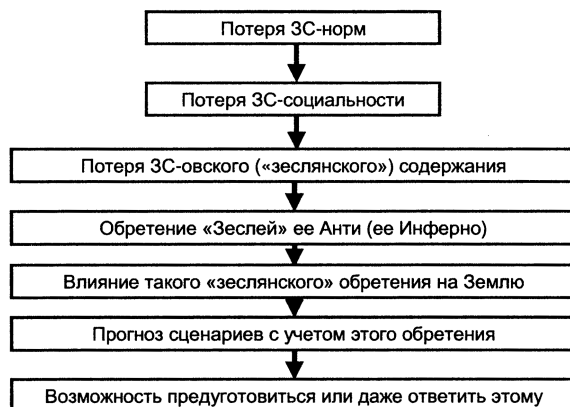 Потеря ЗС-норм
Потеря ЗС-социальности
Потеря ЗС-овского («зеслянского») содержания
Обретение «Зеслей» ее Анти (ее Инферно)
Влияние такого «зеслянского» обретения на Землю
Прогноз сценариев с учетом этого обретения
Возможность предуготовиться или даже ответить этому